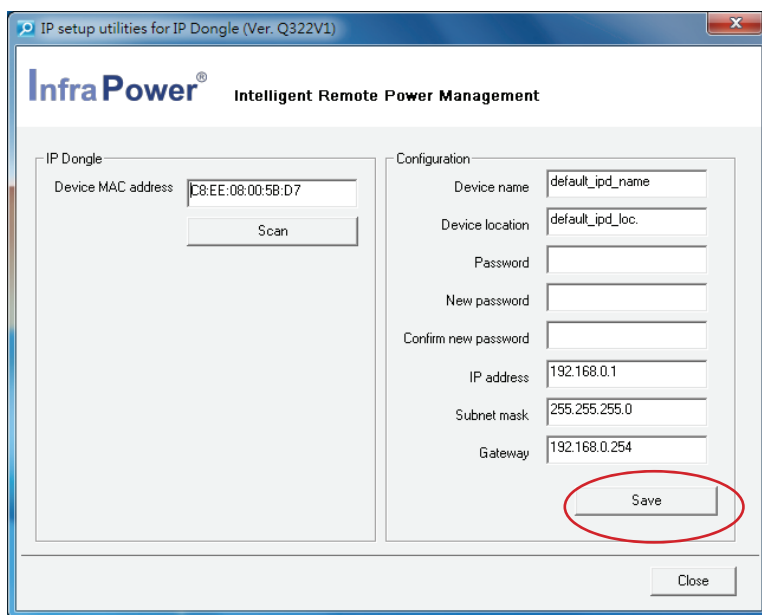 IP setup utilities for IP Dongle (Ver. Q322V1)
InfraPower® Intelligent Remote Power Management
IP Dongle
Device MAC address C8:EE:08:00:5B:D7
Scan
Configuration
Device name default_ipd_name
Device location default_ipd_loc.
Password
New password
Confirm new password
IP address 192.168.0.1
Subnet mask 255.255.255.0
Gateway 192.168.0.254
Save
Close